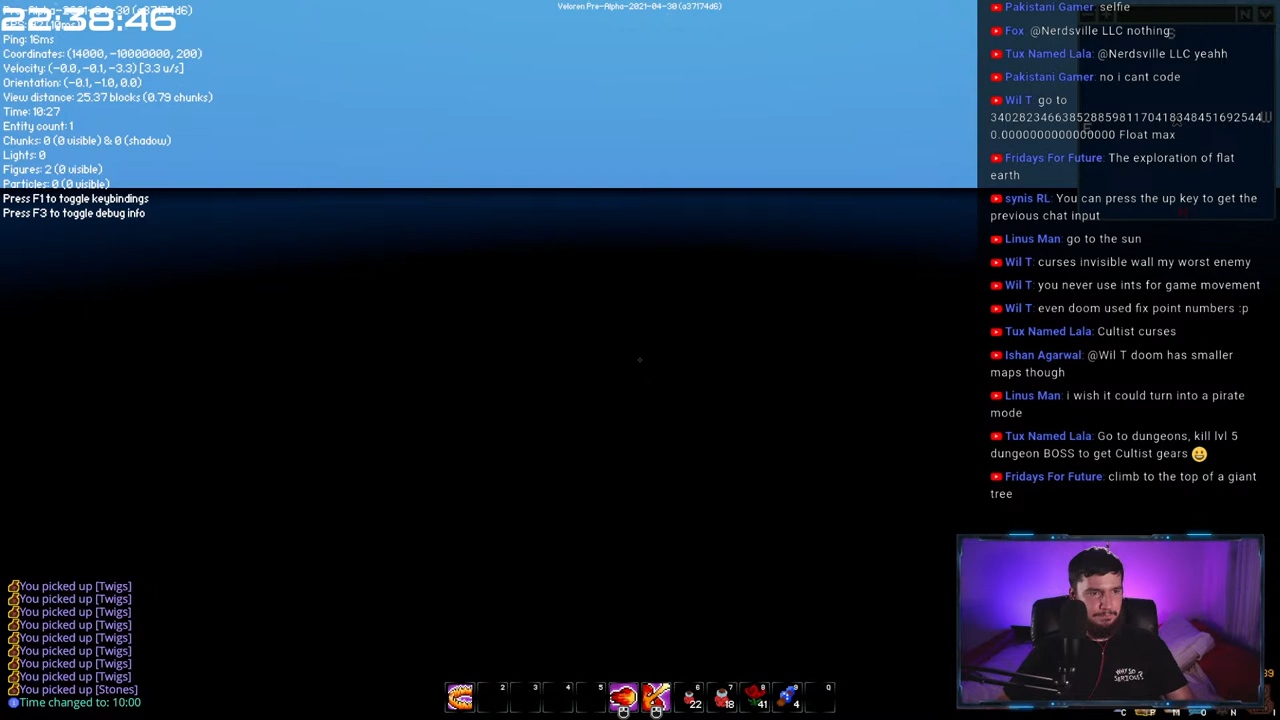 Veloren Pre-Alpha-2021-04-30 (a37174d6)
22:38:46
Ping: 16ms
Coordinates: (14000, -10000000, 200)
Velocity: (-0.0, -0.1, -3.3) [3.3 u/s]
Orientation: (-0.1, -1.0, 0.0)
View distance: 25.37 blocks (0.79 chunks)
Time: 10:27
Entity count: 1
Chunks: 0 (0 visible) & 0 (shadow)
Lights: 0
Figures: 2 (0 visible)
Particles: 0 (0 visible)
Press F1 to toggle keybindings
Press F3 to toggle debug info
Pakistani Gamer: selfie
Fox: @Nerdsville LLC nothing
Tux Named Lala: @Nerdsville LLC yeahh
Pakistani Gamer: no i cant code
Wil T: go to
340282346638528859811704183484516925440.0000000000000000 Float max
Fridays For Future: The exploration of flat
earth
synis RL: You can press the up key to get the
previous chat input
Linus Man: go to the sun
Wil T: curses invisible wall my worst enemy
Wil T: you never use ints for game movement
Wil T: even doom used fix point numbers :p
Tux Named Lala: Cultist curses
Ishan Agarwal: @Wil T doom has smaller
maps though
Linus Man: i wish it could turn into a pirate
mode
Tux Named Lala: Go to dungeons, kill lvl 5
dungeon BOSS to get Cultist gears 😀
Fridays For Future: climb to the top of a giant
tree
You picked up [Twigs]
You picked up [Twigs]
You picked up [Twigs]
You picked up [Twigs]
You picked up [Twigs]
You picked up [Twigs]
You picked up [Twigs]
You picked up [Twigs]
You picked up [Stones]
Time changed to: 10:00
2 3 4 5 6 7 8 9 0
22 18 41 4
WHY SO
SERIOUS?